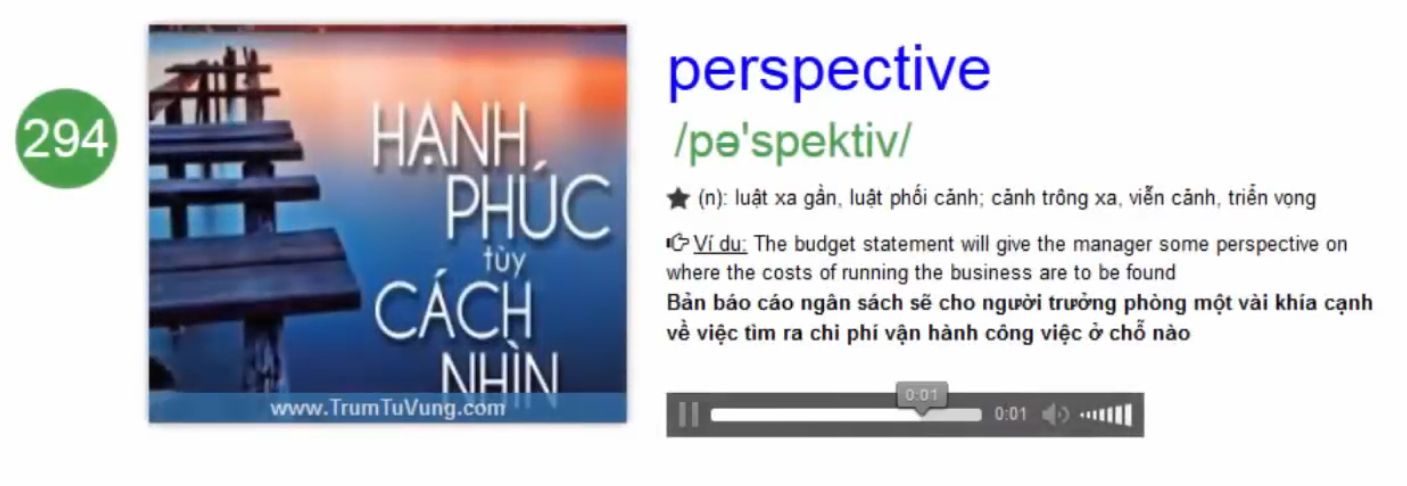 294
HẠNH
PHÚC
tùy
CÁCH
NHÌN
www.TrumTuVung.com
perspective
/pə'spektiv/
(n): luật xa gần, luật phối cảnh; cảnh trông xa, viễn cảnh, triển vọng
Ví du: The budget statement will give the manager some perspective on
where the costs of running the business are to be found
Bản báo cáo ngân sách sẽ cho người trưởng phòng một vài khía cạnh
về việc tìm ra chi phí vận hành công việc ở chỗ nào
0:01
0:01